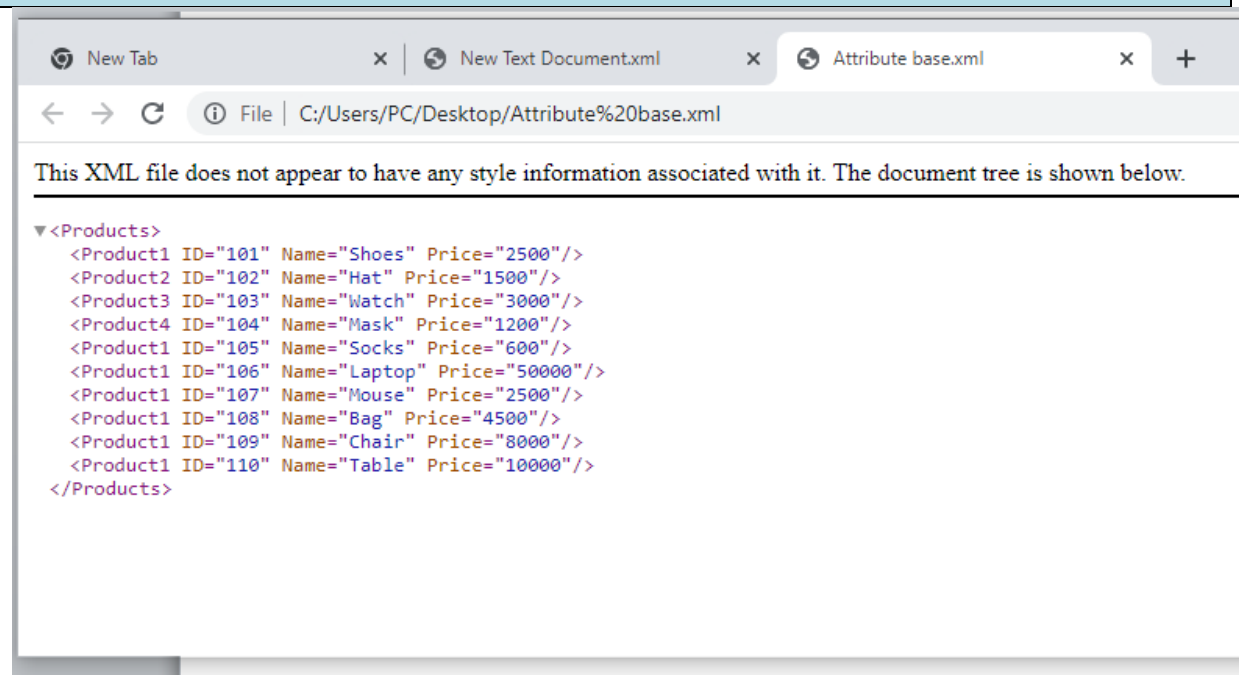 New Tab
New Text Document.xml
Attribute base.xml
File | C:/Users/PC/Desktop/Attribute%20base.xml
This XML file does not appear to have any style information associated with it. The document tree is shown below.
▼<Products>
<Product1 ID="101" Name="Shoes" Price="2500"/>
<Product2 ID="102" Name="Hat" Price="1500"/>
<Product3 ID="103" Name="Watch" Price="3000"/>
<Product4 ID="104" Name="Mask" Price="1200"/>
<Product1 ID="105" Name="Socks" Price="600"/>
<Product1 ID="106" Name="Laptop" Price="50000"/>
<Product1 ID="107" Name="Mouse" Price="2500"/>
<Product1 ID="108" Name="Bag" Price="4500"/>
<Product1 ID="109" Name="Chair" Price="8000"/>
<Product1 ID="110" Name="Table" Price="10000"/>
</Products>